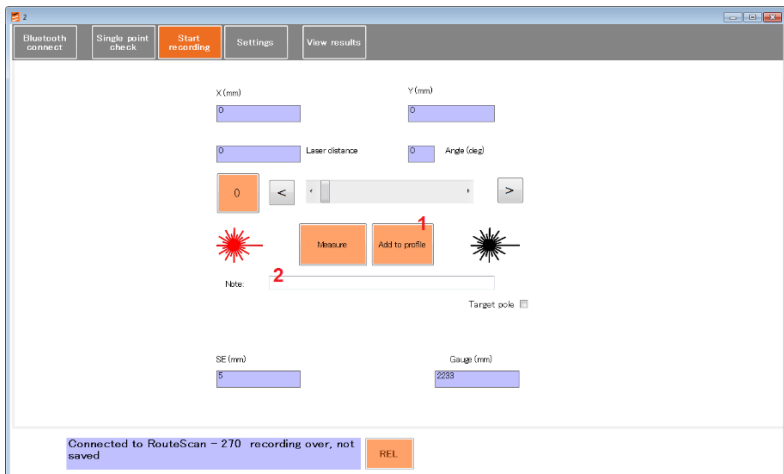 2
Bluetooth connect
Single point check
Start recording
Settings
View results
X (mm)
Y (mm)
0
0
0
Laser distance
0
Angle (deg)
0
<
>
1
Measure
Add to profile
Note:
2
Target pole
SE (mm)
Gauge (mm)
5
2233
Connected to RouteScan - 270 recording over, not
saved
REL